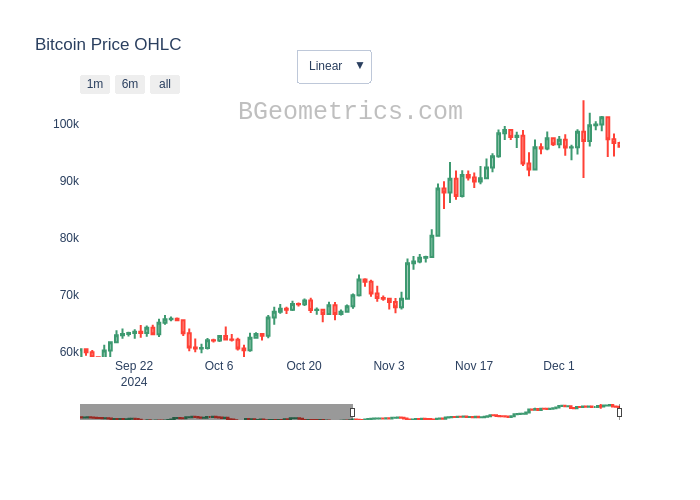 Bitcoin Price OHLC
Linear ▼
1m 6m all
BGeometrics.com
100k
90k
80k
70k
60k
Sep 22 Oct 6 Oct 20 Nov 3 Nov 17 Dec 1
2024